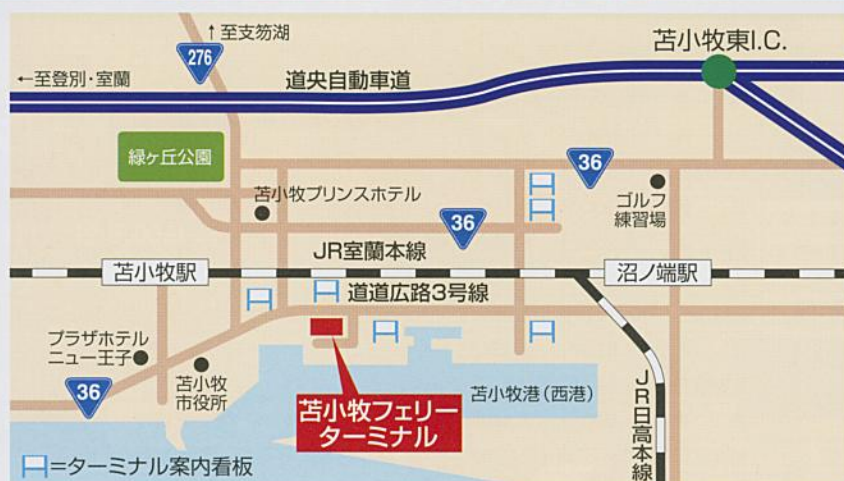 ↑至支笏湖
276
苫小牧東I.C.
←至登別・室蘭
道央自動車道
緑ヶ丘公園
36
苫小牧プリンスホテル
ゴルフ
練習場
36
JR室蘭本線
苫小牧駅
沼ノ端駅
道道広路3号線
プラザホテル
ニュー王子
36
苫小牧
市役所
苫小牧フェリー
ターミナル
苫小牧港(西港)
JR日高本線
=ターミナル案内看板